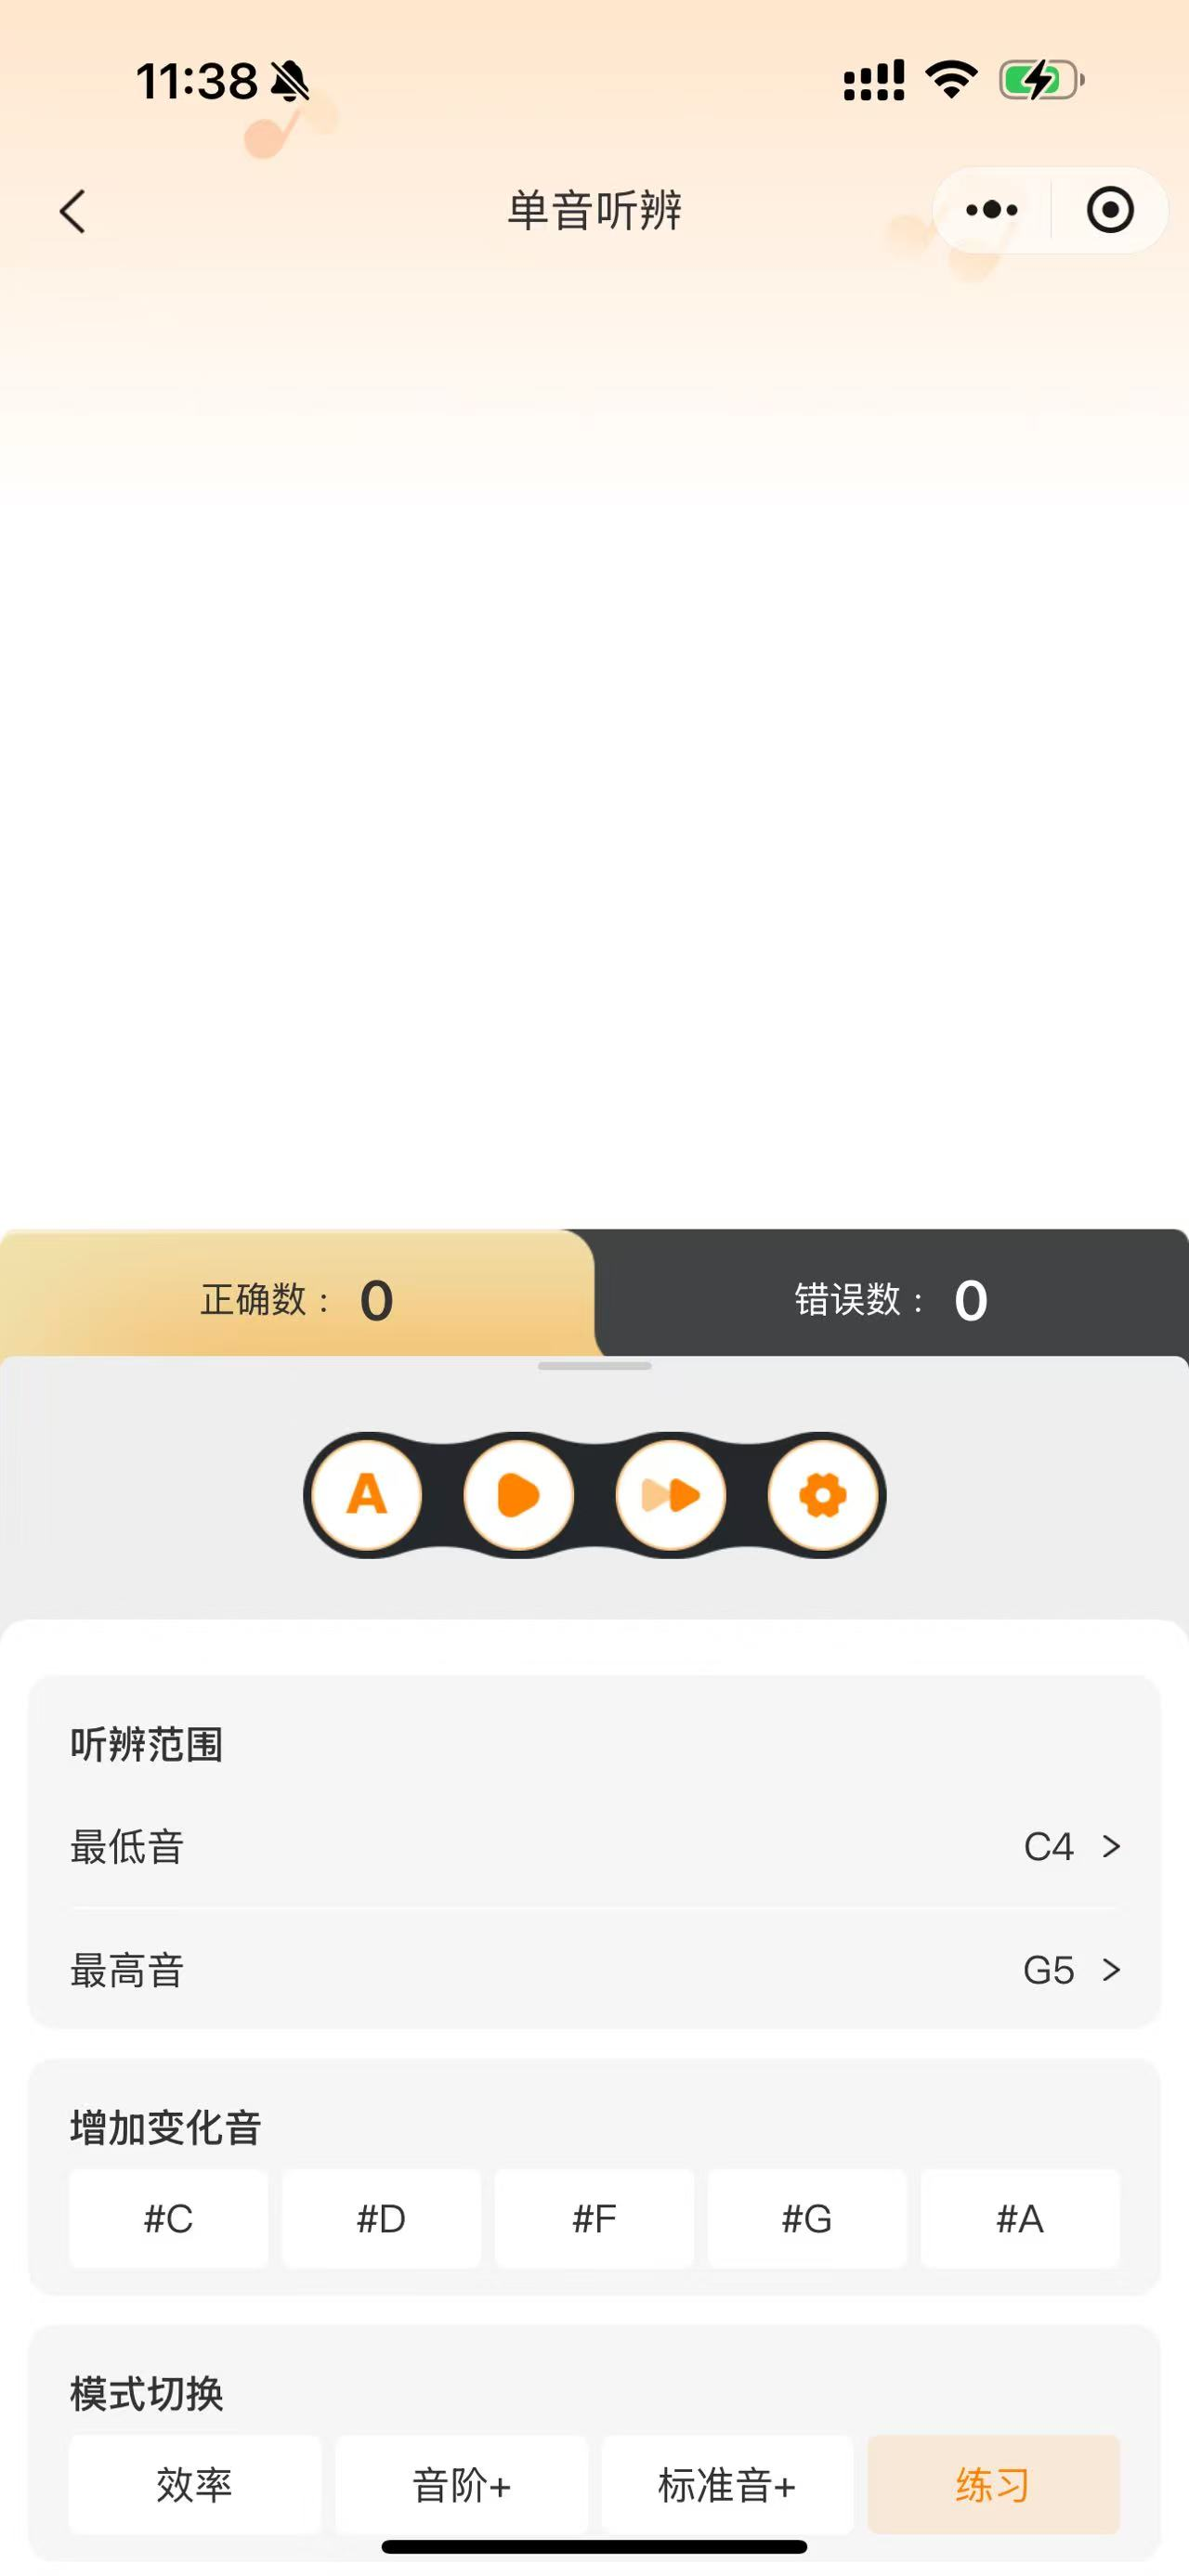 11:38
单音听辨
正确数： 0
错误数： 0
A
听辨范围
最低音 C4 >
最高音 G5 >
增加变化音
#C #D #F #G #A
模式切换
效率 音阶+ 标准音+ 练习